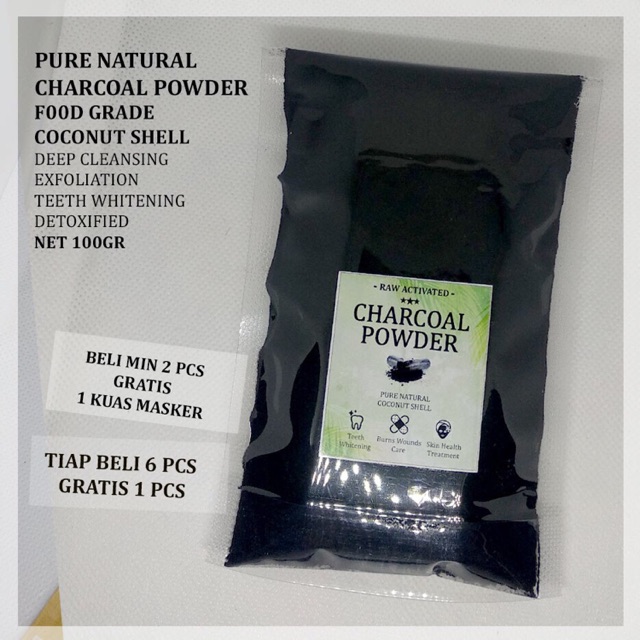 PURE NATURAL
CHARCOAL POWDER
F00D GRADE
COCONUT SHELL
DEEP CLEANSING
EXFOLIATION
TEETH WHITENING
DETOXIFIED
NET 100GR
BELI MIN 2 PCS
GRATIS
1 KUAS MASKER
TIAP BELI 6 PCS
GRATIS 1 PCS
- RAW ACTIVATED -
CHARCOAL
POWDER
PURE NATURAL
COCONUT SHELL
Teeth
Whitening
Burns Wounds
Care
Skin Health
Treatment